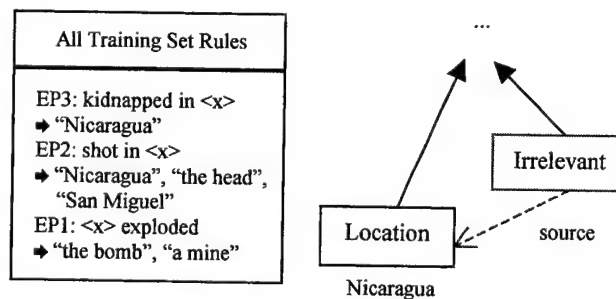 All Training Set Rules
EP3: kidnapped in <x>
➔ “Nicaragua”
EP2: shot in <x>
➔ “Nicaragua”, “the head”,
“San Miguel”
EP1: <x> exploded
➔ “the bomb”, “a mine”
...
Irrelevant
Location
source
Nicaragua